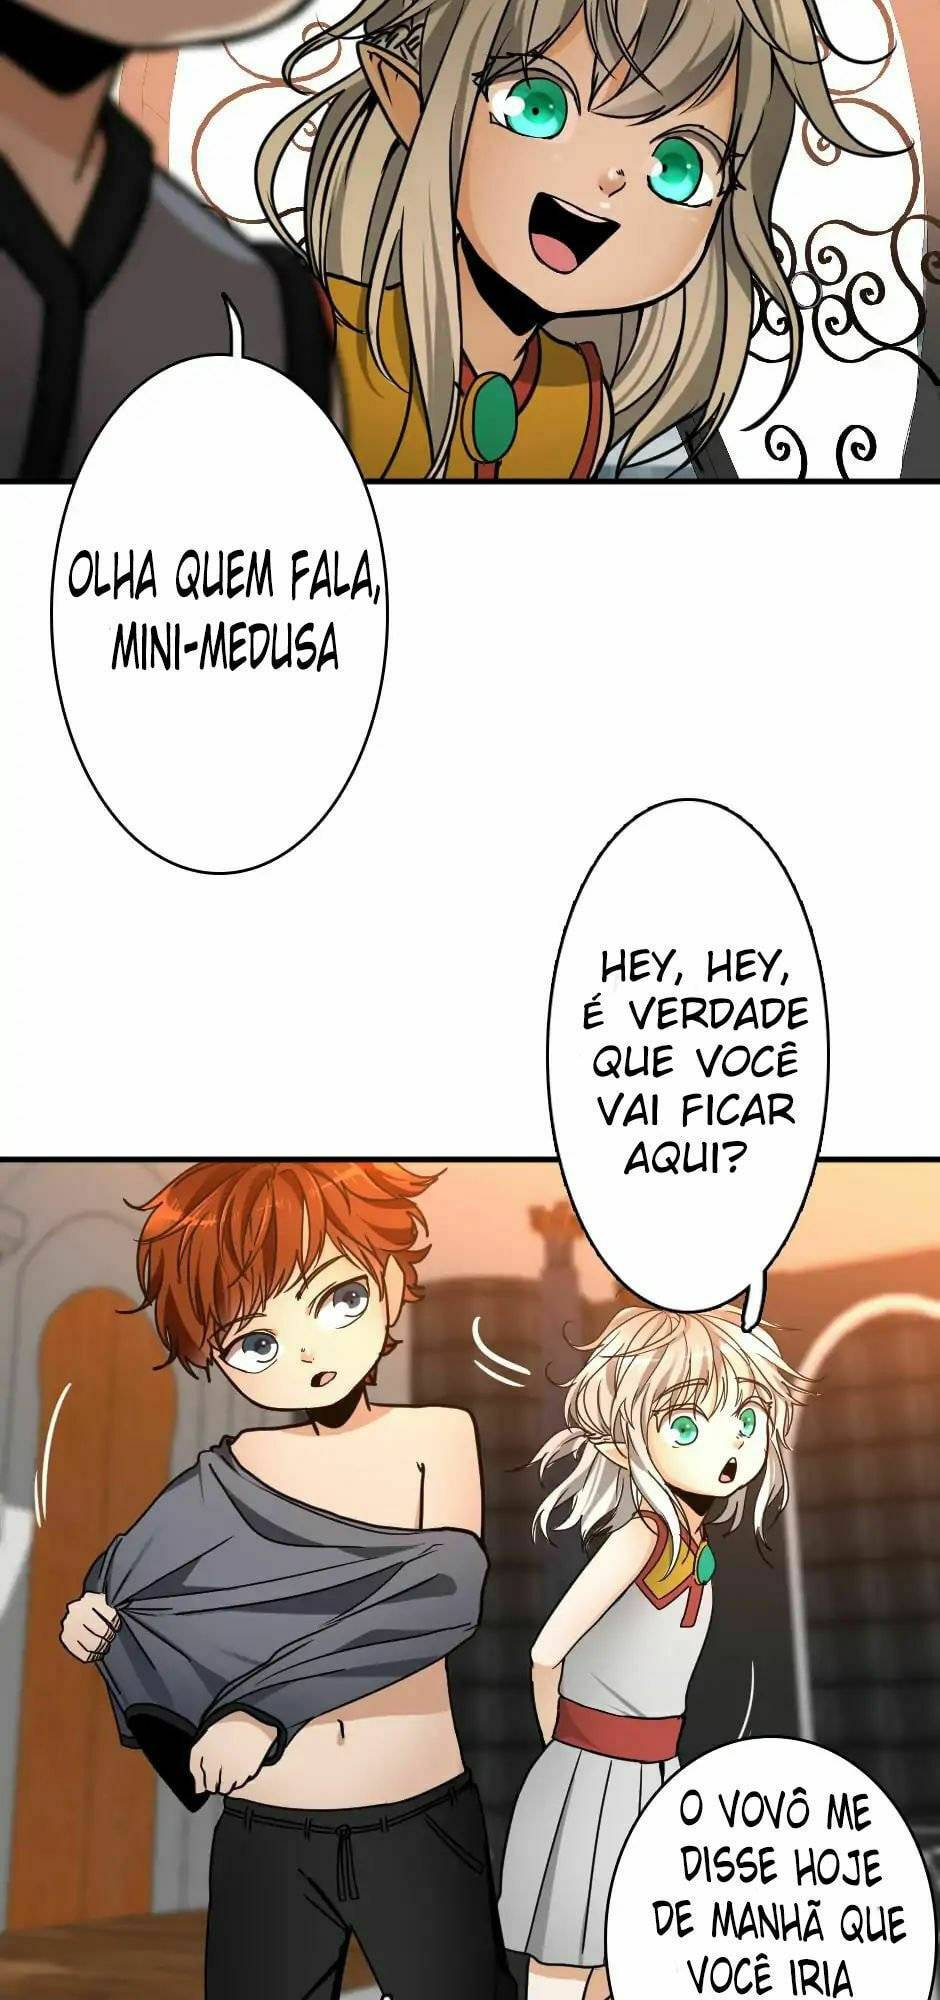 OLHA QUEM FALA,
MINI-MEDUSA
HEY, HEY,
É VERDADE
QUE VOCÊ
VAI FICAR
AQUI?
O VOVÔ ME
DISSE HOJE
DE MANHÃ QUE
VOCÊ IRIA